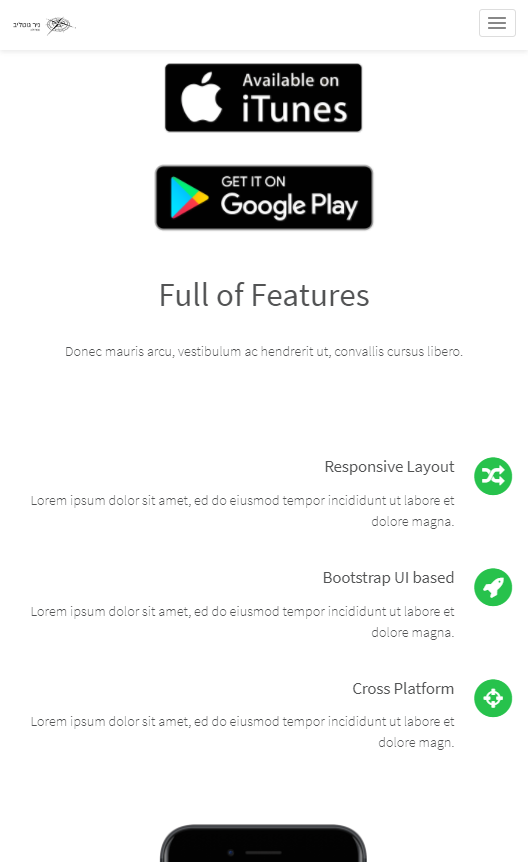 ניר גוטליב
Available on
iTunes
GET IT ON
Google Play
Full of Features
Donec mauris arcu, vestibulum ac hendrerit ut, convallis cursus libero.
Responsive Layout
Lorem ipsum dolor sit amet, ed do eiusmod tempor incididunt ut labore et
dolore magna.
Bootstrap UI based
Lorem ipsum dolor sit amet, ed do eiusmod tempor incididunt ut labore et
dolore magna.
Cross Platform
Lorem ipsum dolor sit amet, ed do eiusmod tempor incididunt ut labore et
dolore magn.